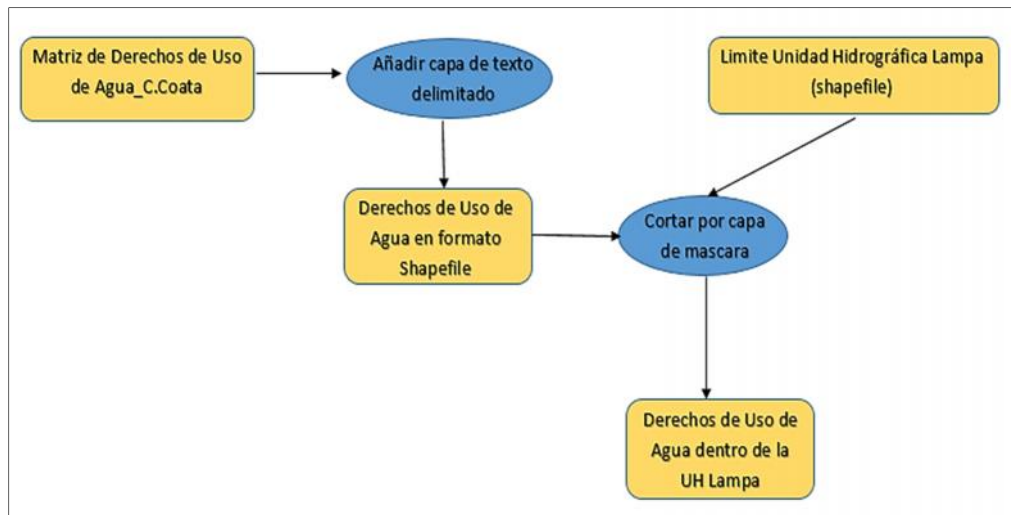 Matriz de Derechos de Uso
de Agua_C.Coata
Añadir capa de texto
delimitado
Limite Unidad Hidrográfica Lampa
(shapefile)
Derechos de Uso de
Agua en formato
Shapefile
Cortar por capa
de mascara
Derechos de Uso de
Agua dentro de la
UH Lampa